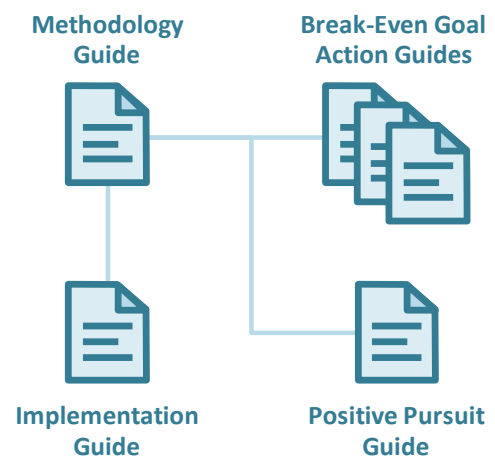 Methodology
Guide
Break-Even Goal
Action Guides
Implementation
Guide
Positive Pursuit
Guide